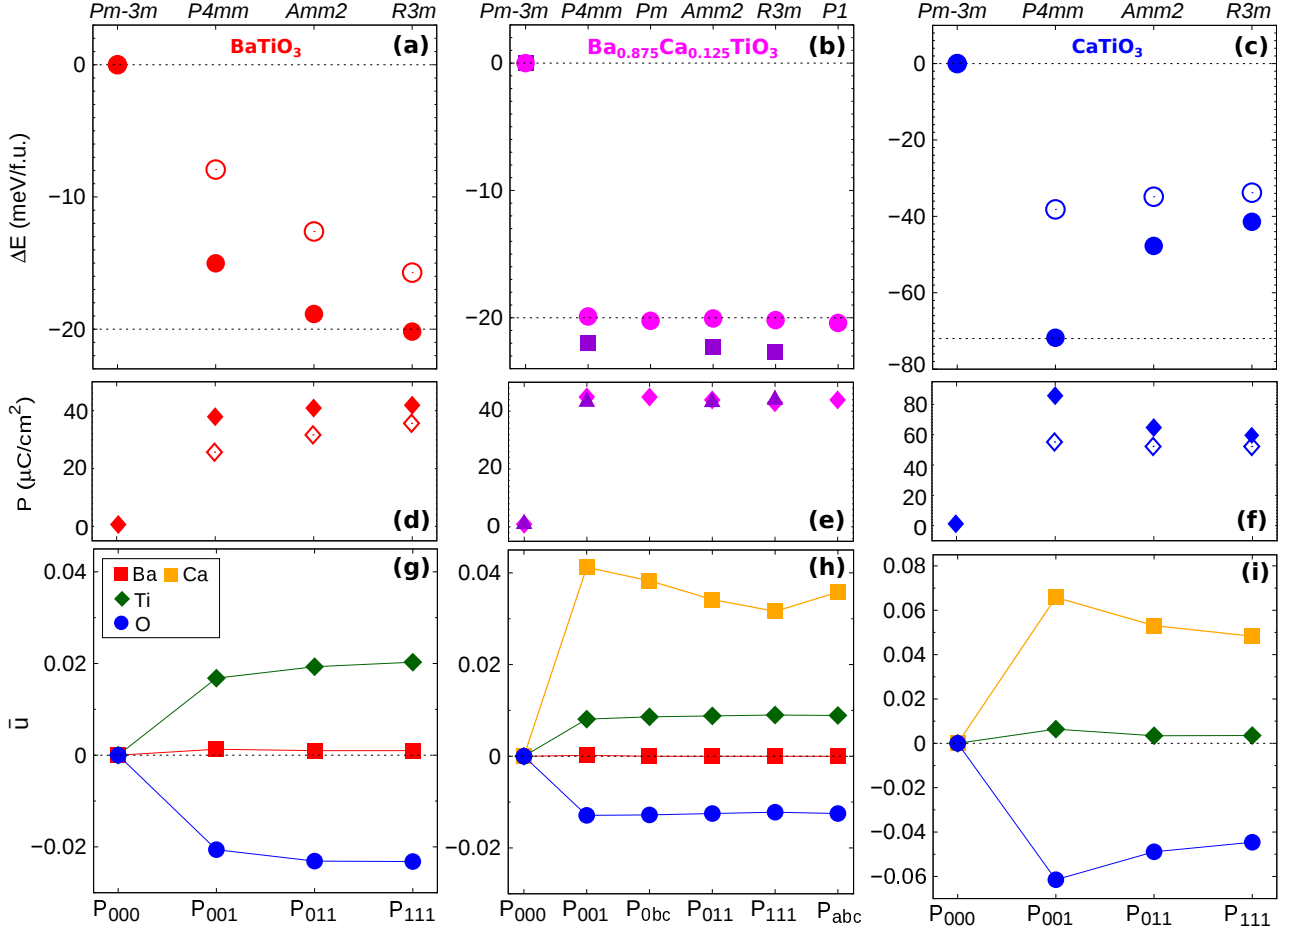 Pm-3m P4mm Amm2 R3m Pm-3m P4mm Pm Amm2 R3m P1 Pm-3m P4mm Amm2 R3m
BaTiO3 (a)
Ba0.875Ca0.125TiO3 (b)
CaTiO3 (c)
ΔE (meV/f.u.)
0
−10
−20
0
−10
−20
0
−20
−40
−60
−80
P (μC/cm2)
40
20
0
(d)
40
20
0
(e)
80
60
40
20
0
(f)
ū
0.04
0.02
0
−0.02
(g)
Ba Ca
Ti
O
0.04
0.02
0
−0.02
(h)
0.08
0.06
0.04
0.02
0
−0.02
−0.04
−0.06
(i)
P000 P001 P011 P111 P000 P001 P0bc P011 P111 Pabc P000 P001 P011 P111